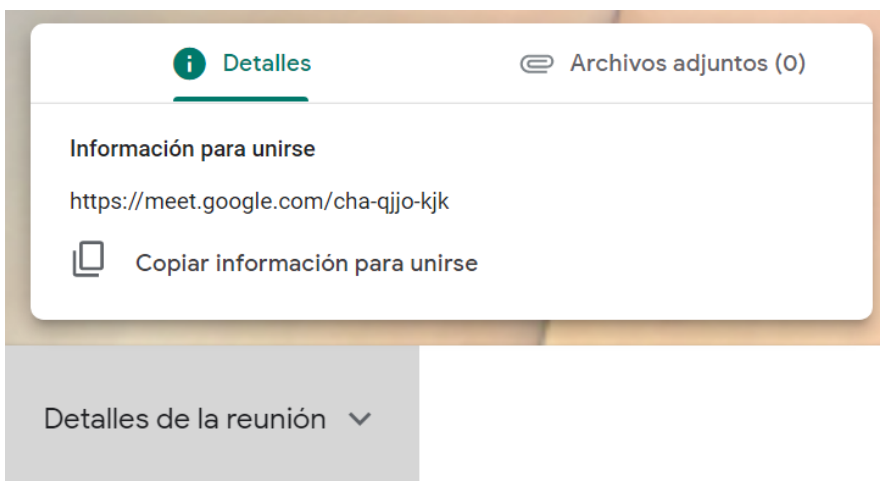 Detalles
Archivos adjuntos (0)
Información para unirse
https://meet.google.com/cha-qjjo-kjk
Copiar información para unirse
Detalles de la reunión